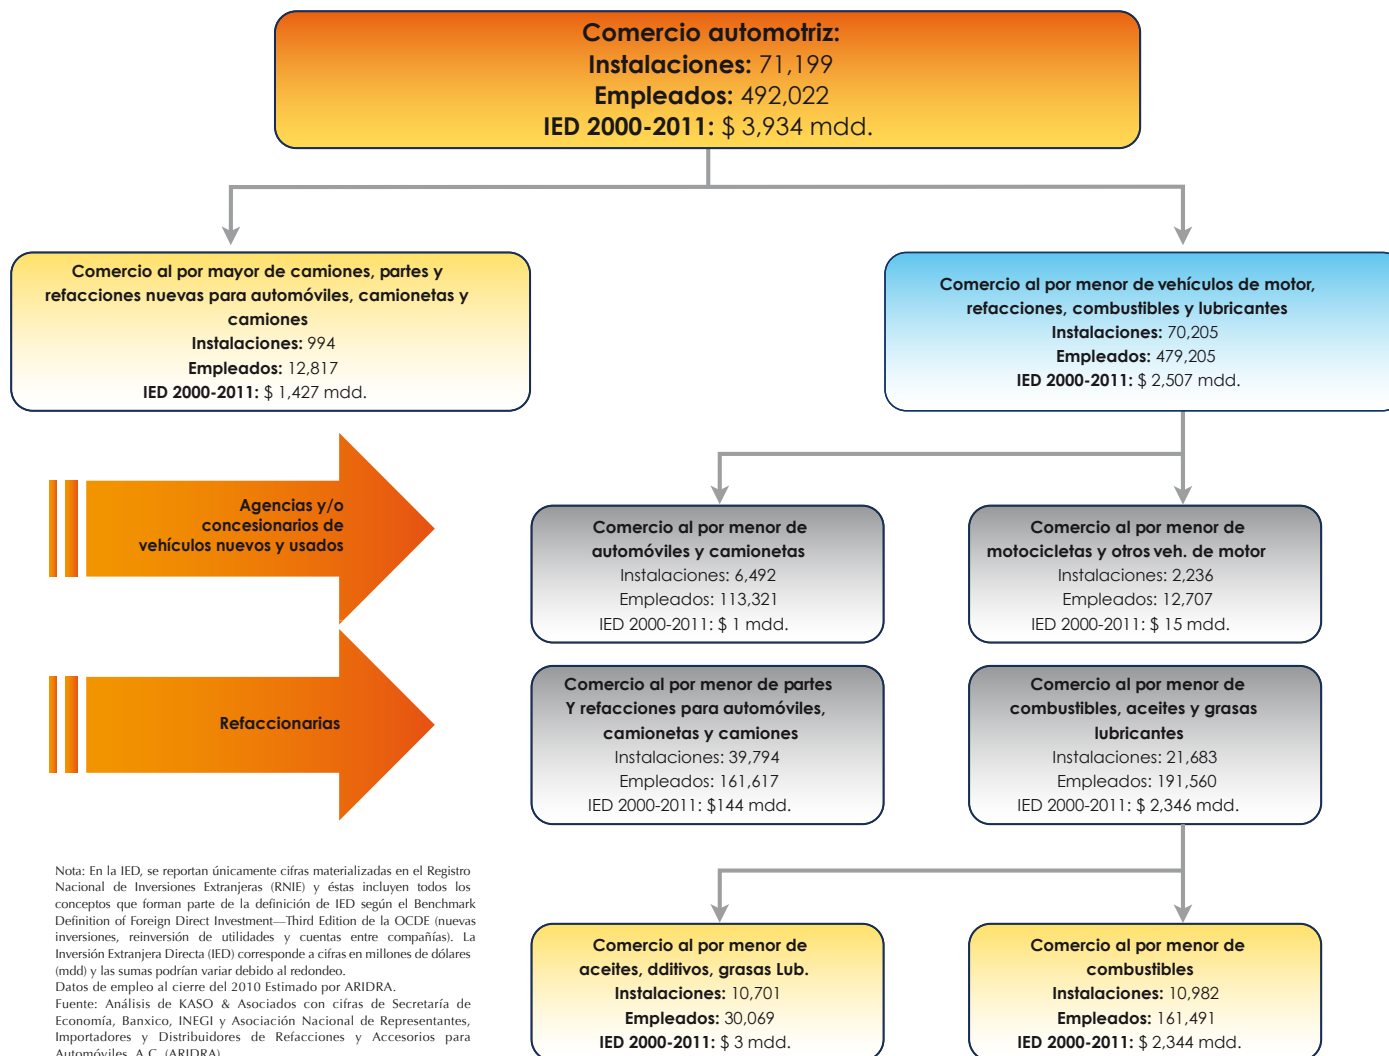 Comercio automotriz:
Instalaciones: 71,199
Empleados: 492,022
IED 2000-2011: $ 3,934 mdd.
Comercio al por mayor de camiones, partes y
refacciones nuevas para automóviles, camionetas y
camiones
Instalaciones: 994
Empleados: 12,817
IED 2000-2011: $ 1,427 mdd.
Comercio al por menor de vehículos de motor,
refacciones, combustibles y lubricantes
Instalaciones: 70,205
Empleados: 479,205
IED 2000-2011: $ 2,507 mdd.
Agencias y/o
concesionarios de
vehículos nuevos y usados
Comercio al por menor de
automóviles y camionetas
Instalaciones: 6,492
Empleados: 113,321
IED 2000-2011: $ 1 mdd.
Comercio al por menor de
motocicletas y otros veh. de motor
Instalaciones: 2,236
Empleados: 12,707
IED 2000-2011: $ 15 mdd.
Refaccionarias
Comercio al por menor de partes
Y refacciones para automóviles,
camionetas y camiones
Instalaciones: 39,794
Empleados: 161,617
IED 2000-2011: $144 mdd.
Comercio al por menor de
combustibles, aceites y grasas
lubricantes
Instalaciones: 21,683
Empleados: 191,560
IED 2000-2011: $ 2,346 mdd.
Nota: En la IED, se reportan únicamente cifras materializadas en el Registro
Nacional de Inversiones Extranjeras (RNIE) y éstas incluyen todos los
conceptos que forman parte de la definición de IED según el Benchmark
Definition of Foreign Direct Investment—Third Edition de la OCDE (nuevas
inversiones, reinversión de utilidades y cuentas entre compañías). La
Inversión Extranjera Directa (IED) corresponde a cifras en millones de dólares
(mdd) y las sumas podrían variar debido al redondeo.
Datos de empleo al cierre del 2010 Estimado por ARIDRA.
Fuente: Análisis de KASO & Asociados con cifras de Secretaría de
Economía, Banxico, INEGI y Asociación Nacional de Representantes,
Importadores y Distribuidores de Refacciones y Accesorios para
Automóviles, A.C. (ARIDRA)
Comercio al por menor de
aceites, dditivos, grasas Lub.
Instalaciones: 10,701
Empleados: 30,069
IED 2000-2011: $ 3 mdd.
Comercio al por menor de
combustibles
Instalaciones: 10,982
Empleados: 161,491
IED 2000-2011: $ 2,344 mdd.